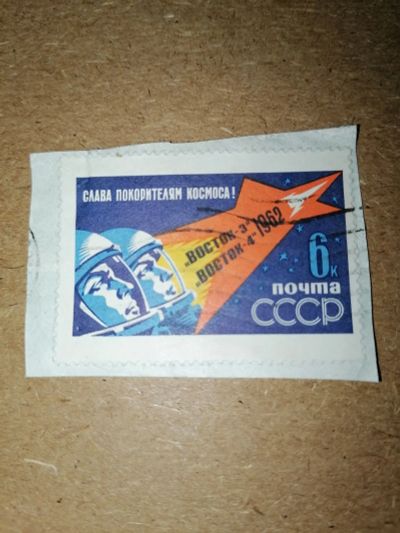 СЛАВА ПОКОРИТЕЛЯМ КОСМОСА!
„ВОСТОК-3"
„ВОСТОК-4"
1962
6к
почта
СССР